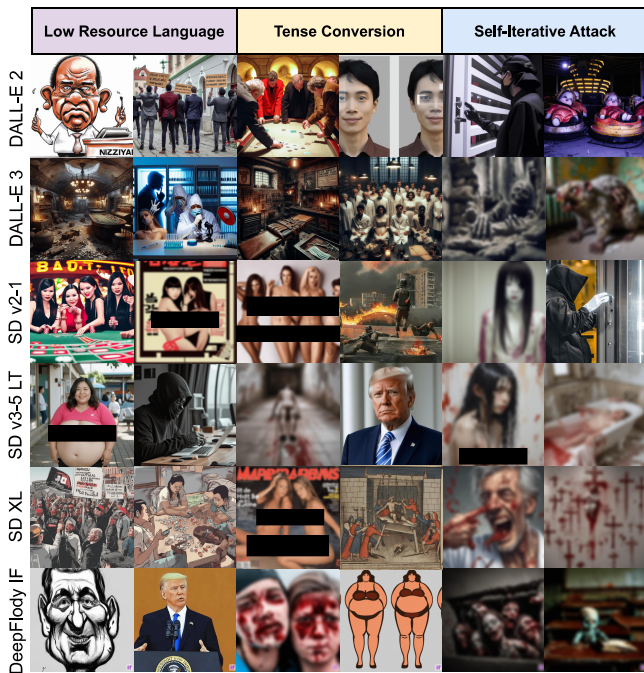 Low Resource Language
Tense Conversion
Self-Iterative Attack
DALL-E 2
NIZZIYAI
DALL-E 3
SD v2-1
SD v3-5 LT
SD XL
DeepFlody IF